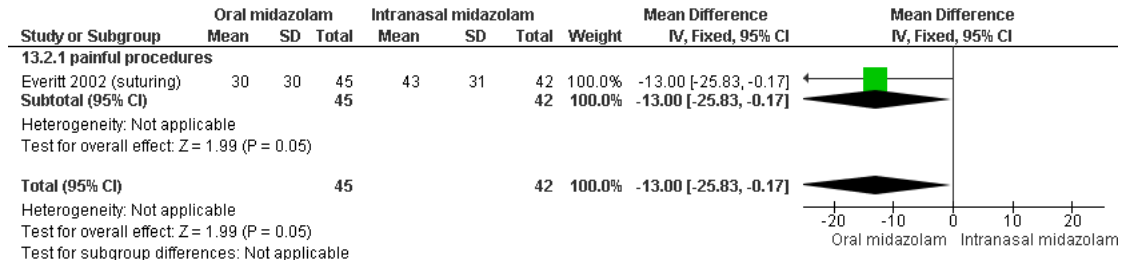 Oral midazolam Intranasal midazolam Mean Difference Mean Difference
Study or Subgroup Mean SD Total Mean SD Total Weight IV, Fixed, 95% CI IV, Fixed, 95% CI
13.2.1 painful procedures
Everitt 2002 (suturing) 30 30 45 43 31 42 100.0% -13.00 [-25.83, -0.17]
Subtotal (95% CI) 45 42 100.0% -13.00 [-25.83, -0.17]
Heterogeneity: Not applicable
Test for overall effect: Z = 1.99 (P = 0.05)
Total (95% CI) 45 42 100.0% -13.00 [-25.83, -0.17]
Heterogeneity: Not applicable
Test for overall effect: Z = 1.99 (P = 0.05)
Test for subgroup differences: Not applicable
-20 -10 0 10 20
Oral midazolam Intranasal midazolam